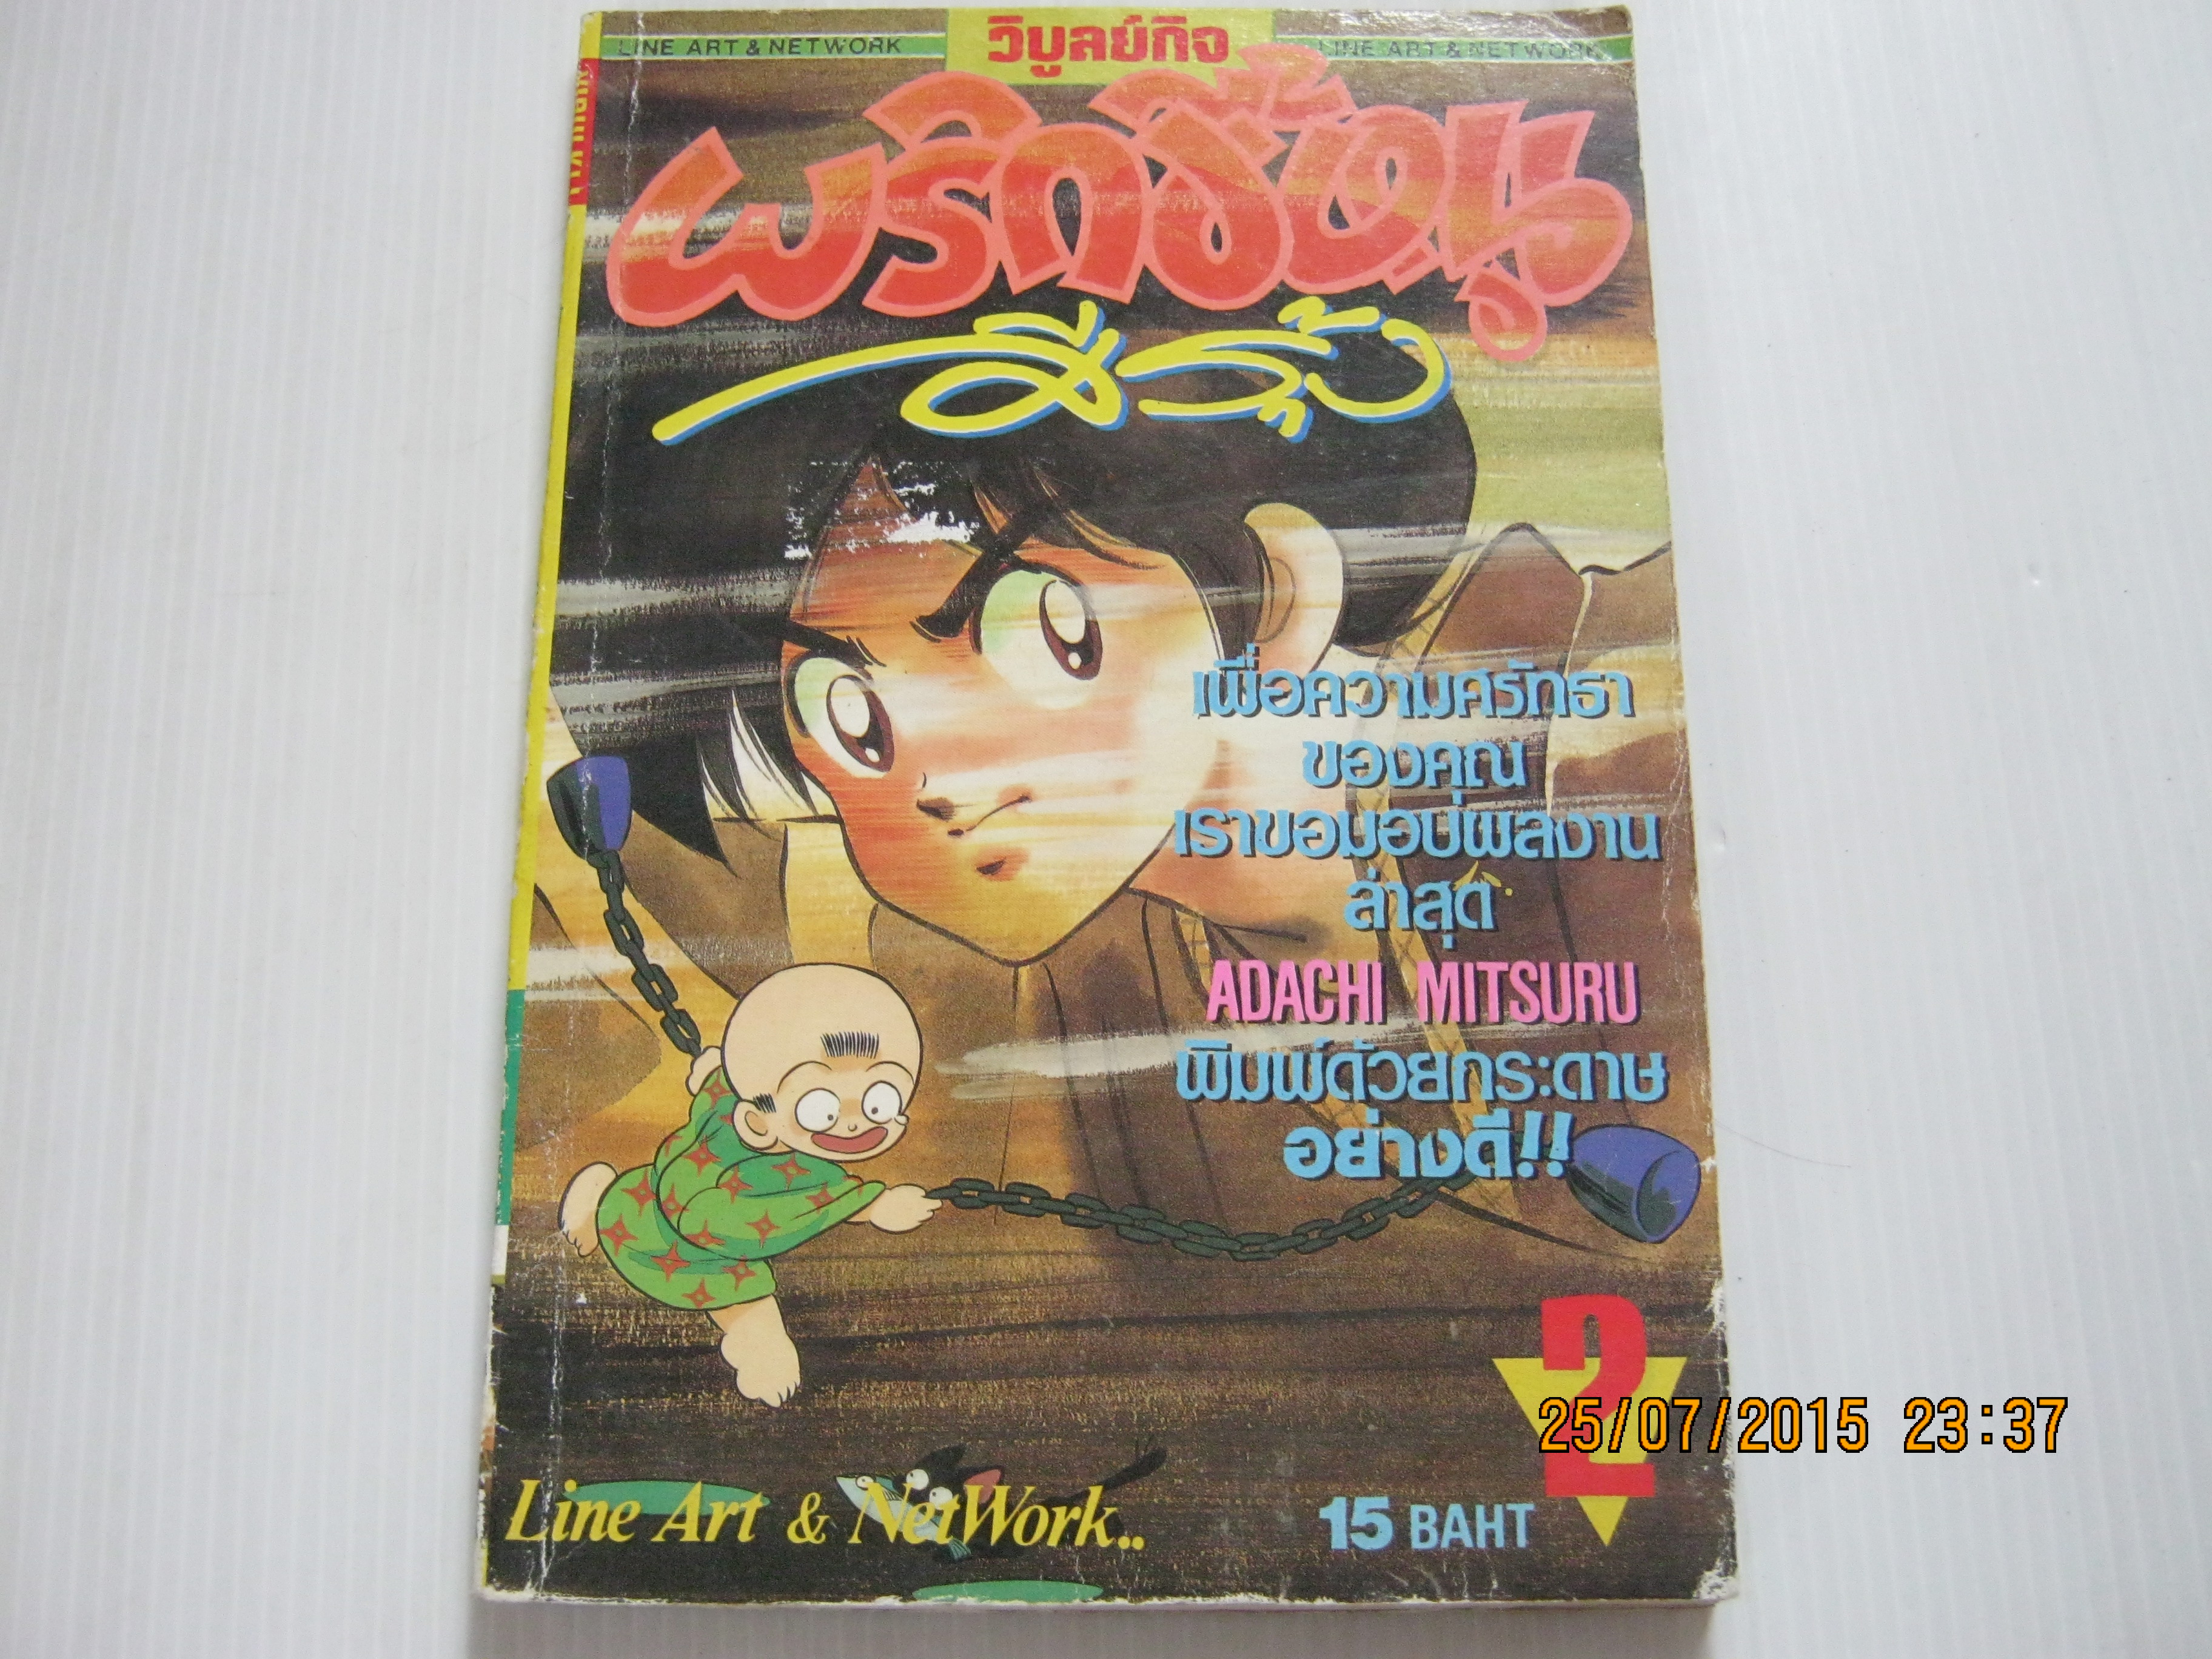 LINE ART & NETWORK
วิบูลย์กิจ
LINE ART & NETWORK
พริกขี้หนู
สีรุ้ง
เพื่อความศรัทธา
ของคุณ
เราขอมอบผลงาน
ล่าสุด
ADACHI MITSURU
พิมพ์ด้วยกระดาษ
อย่างดี!!
2
25/07/2015 23:37
Line Art & NetWork..
15 BAHT